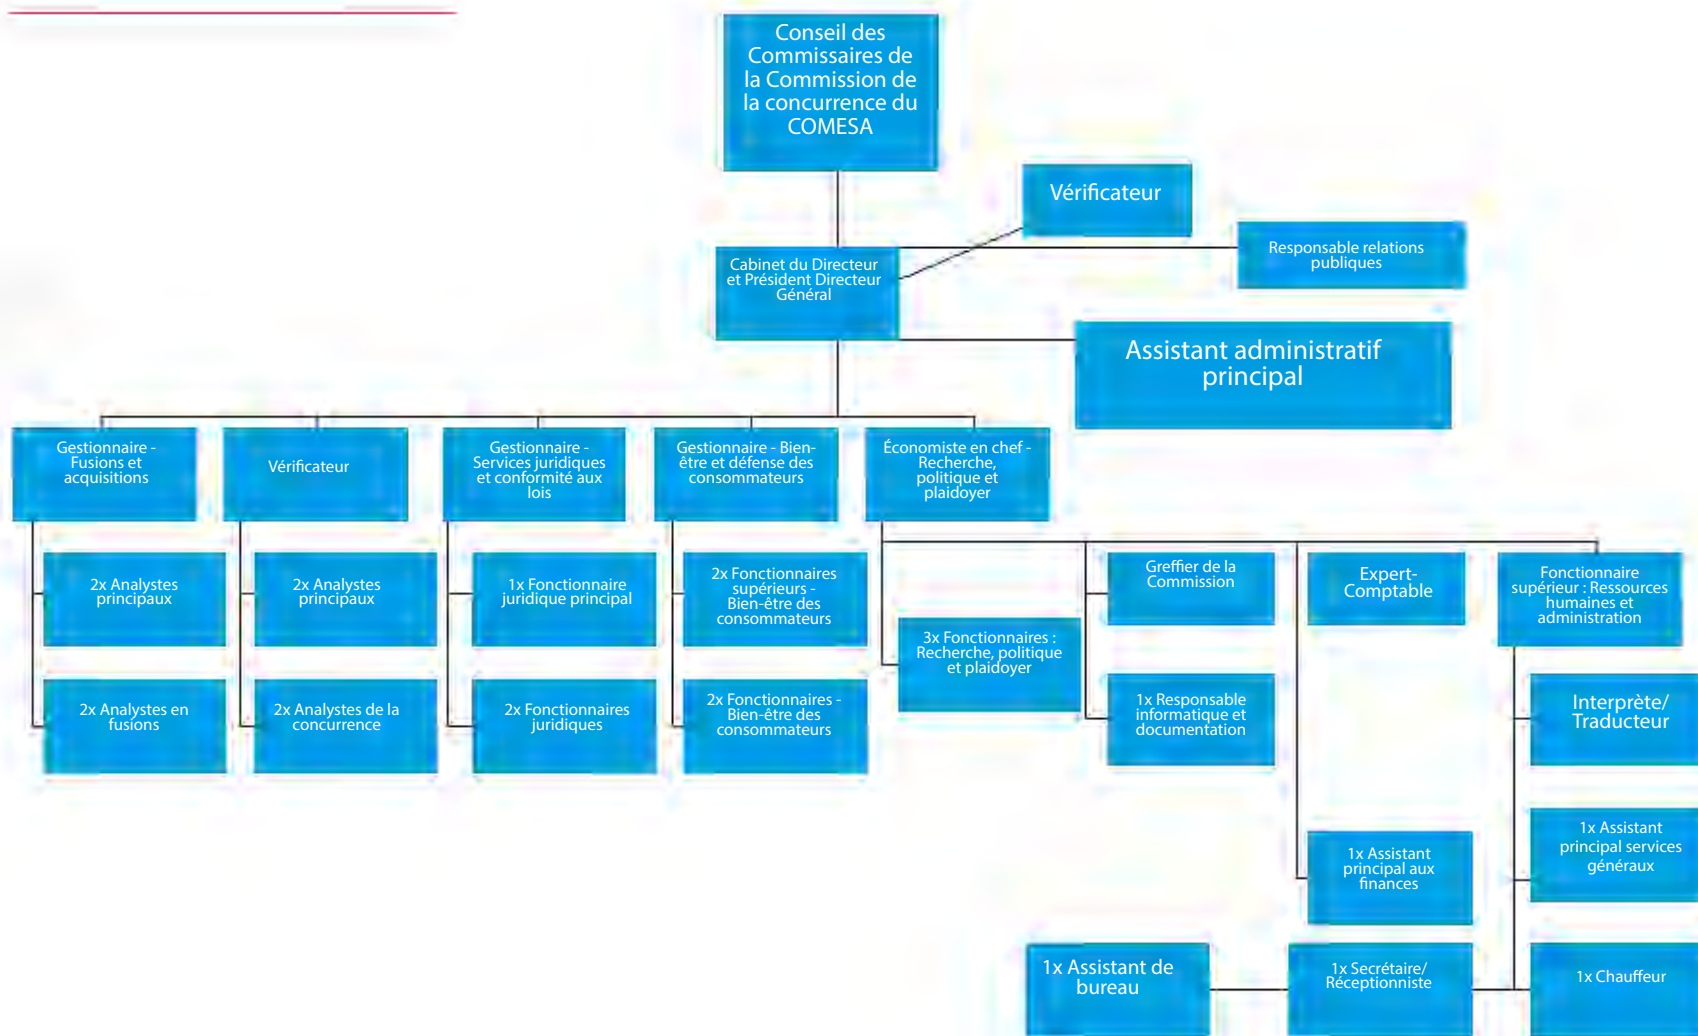 Conseil des
Commissaires de
la Commission de
la concurrence du
COMESA
Vérificateur
Responsable relations
publiques
Cabinet du Directeur
et Président Directeur
Général
Assistant administratif
principal
Gestionnaire -
Fusions et
acquisitions
Vérificateur
Gestionnaire -
Services juridiques
et conformité aux
lois
Gestionnaire - Bien-
être et défense des
consommateurs
Économiste en chef -
Recherche,
politique et
plaidoyer
2x Analystes
principaux
2x Analystes
principaux
1x Fonctionnaire
juridique principal
2x Fonctionnaires
supérieurs -
Bien-être des
consommateurs
3x Fonctionnaires :
Recherche, politique
et plaidoyer
Greffier de la
Commission
Expert-
Comptable
Fonctionnaire
supérieur : Ressources
humaines et
administration
2x Analystes en
fusions
2x Analystes de la
concurrence
2x Fonctionnaires
juridiques
2x Fonctionnaires -
Bien-être des
consommateurs
1x Responsable
informatique et
documentation
Interprète/
Traducteur
1x Assistant
principal aux
finances
1x Assistant
principal services
généraux
1x Assistant de
bureau
1x Secrétaire/
Réceptionniste
1x Chauffeur